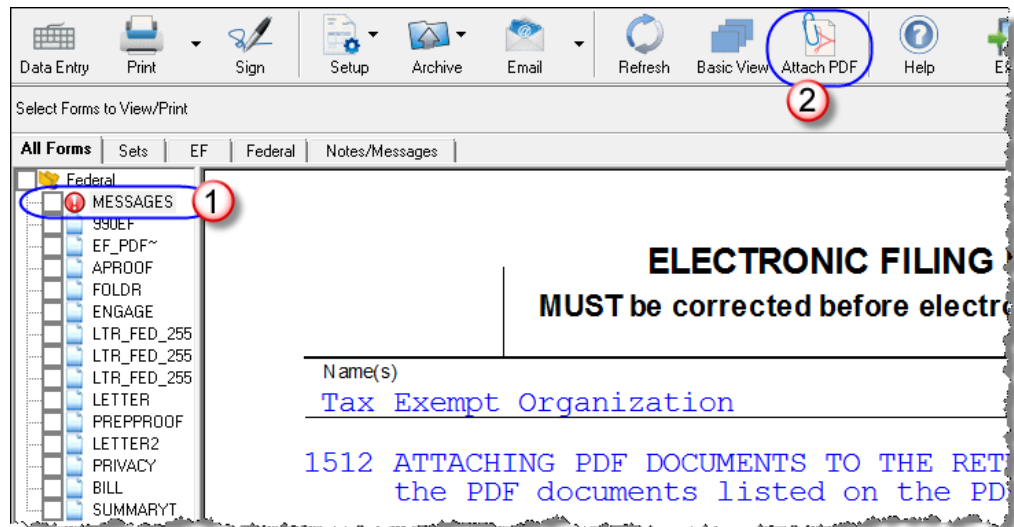 Data Entry Print Sign Setup Archive Email Refresh Basic View Attach PDF Help
2
Select Forms to View/Print
All Forms Sets EF Federal Notes/Messages
Federal
MESSAGES 1
990EF
EF_PDF~
APROOF
FOLDR
ENGAGE
LTR_FED_255
LTR_FED_255
LTR_FED_255
LETTER
PREPPROOF
LETTER2
PRIVACY
BILL
SUMMARYT
ELECTRONIC FILING
MUST be corrected before electro
Name(s)
Tax Exempt Organization
1512 ATTACHING PDF DOCUMENTS TO THE RET
the PDF documents listed on the PD